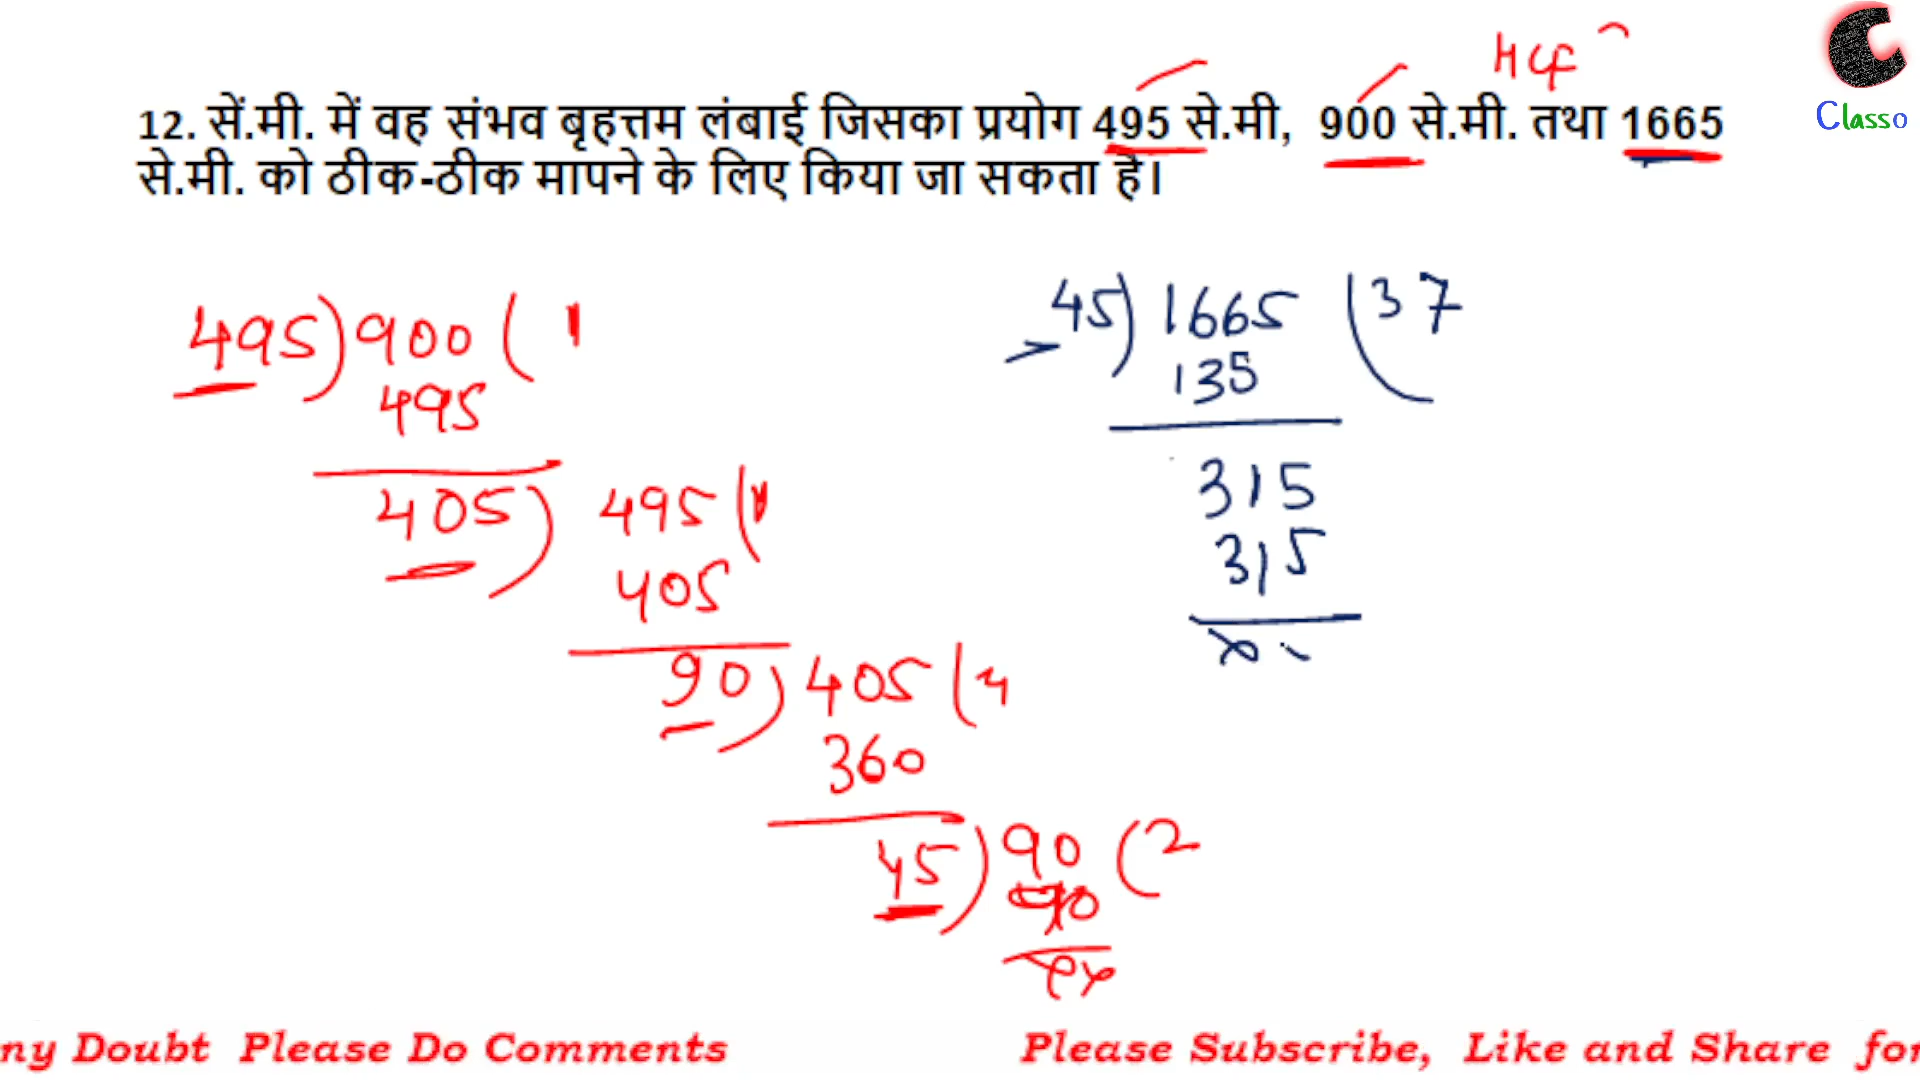 HCF
Classo
12. सें.मी. में वह संभव बृहत्तम लंबाई जिसका प्रयोग 495 से.मी, 900 से.मी. तथा 1665
से.मी. को ठीक-ठीक मापने के लिए किया जा सकता है।
495)900(1
495
405)495(1
405
90)405(4
360
45)90(2
90
45)1665(37
135
315
315
ny Doubt Please Do Comments
Please Subscribe, Like and Share for